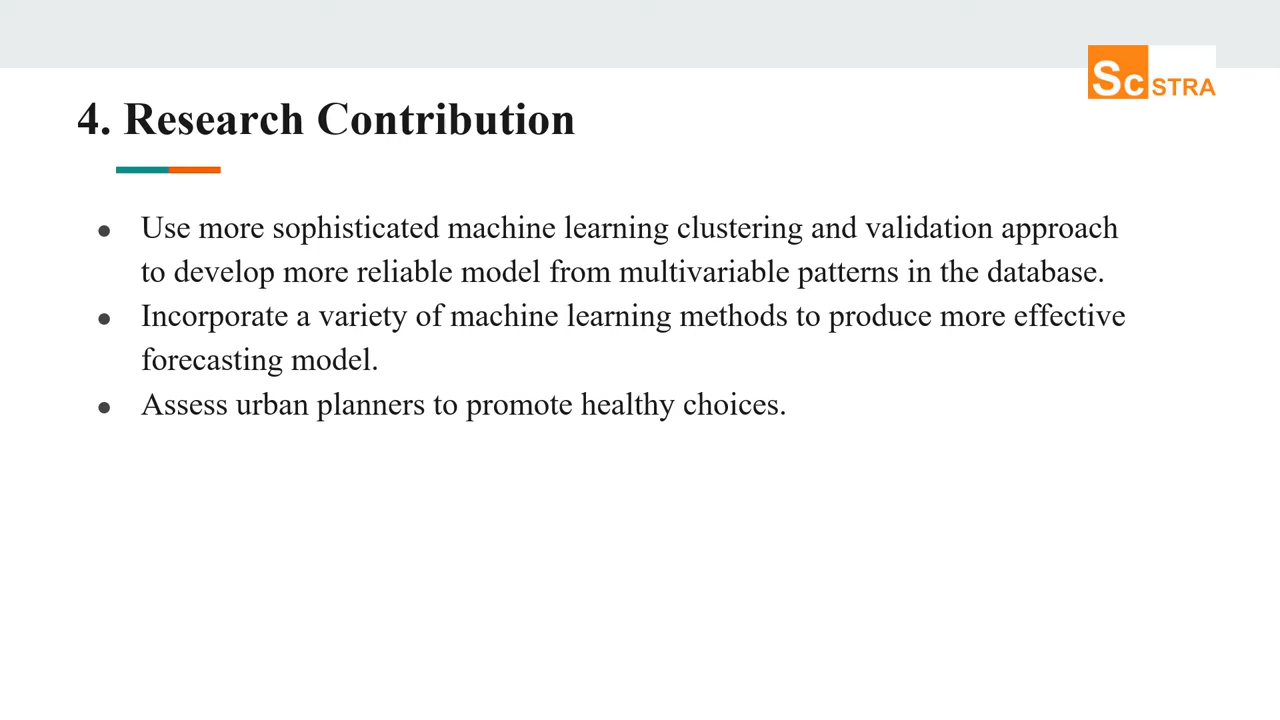 Sc STRA
4. Research Contribution
● Use more sophisticated machine learning clustering and validation approach
to develop more reliable model from multivariable patterns in the database.
● Incorporate a variety of machine learning methods to produce more effective
forecasting model.
● Assess urban planners to promote healthy choices.